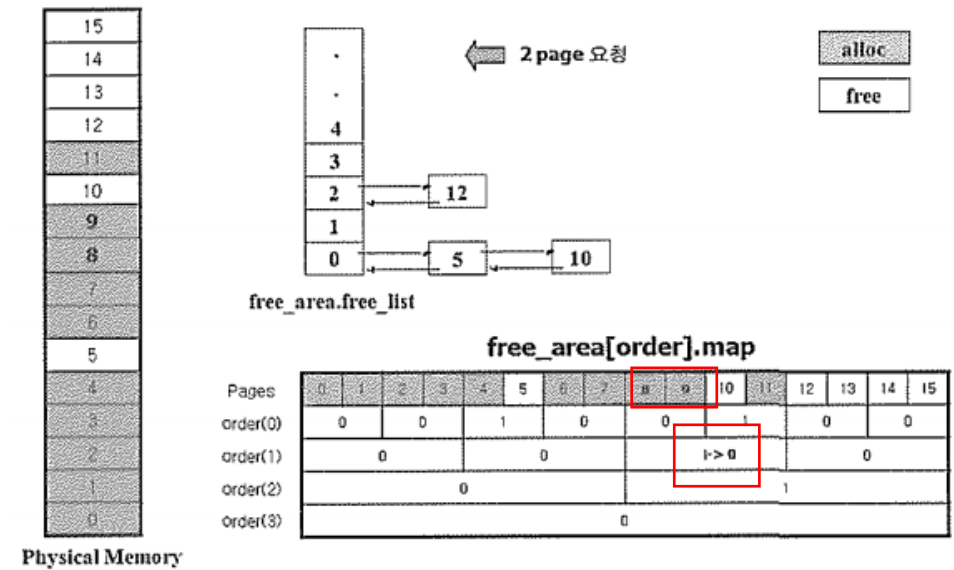 15
14
13
12
11
10
9
8
7
6
5
4
3
2
1
0
Physical Memory
.
.
4
3
2
1
0
12
5
10
free_area.free_list
2 page 요청
alloc
free
free_area[order].map
Pages 0 1 2 3 4 5 6 7 8 9 10 11 12 13 14 15
order(0) 0 0 1 0 0 1 0 0
order(1) 0 0 1-> 0 0
order(2) 0 1
order(3) 0